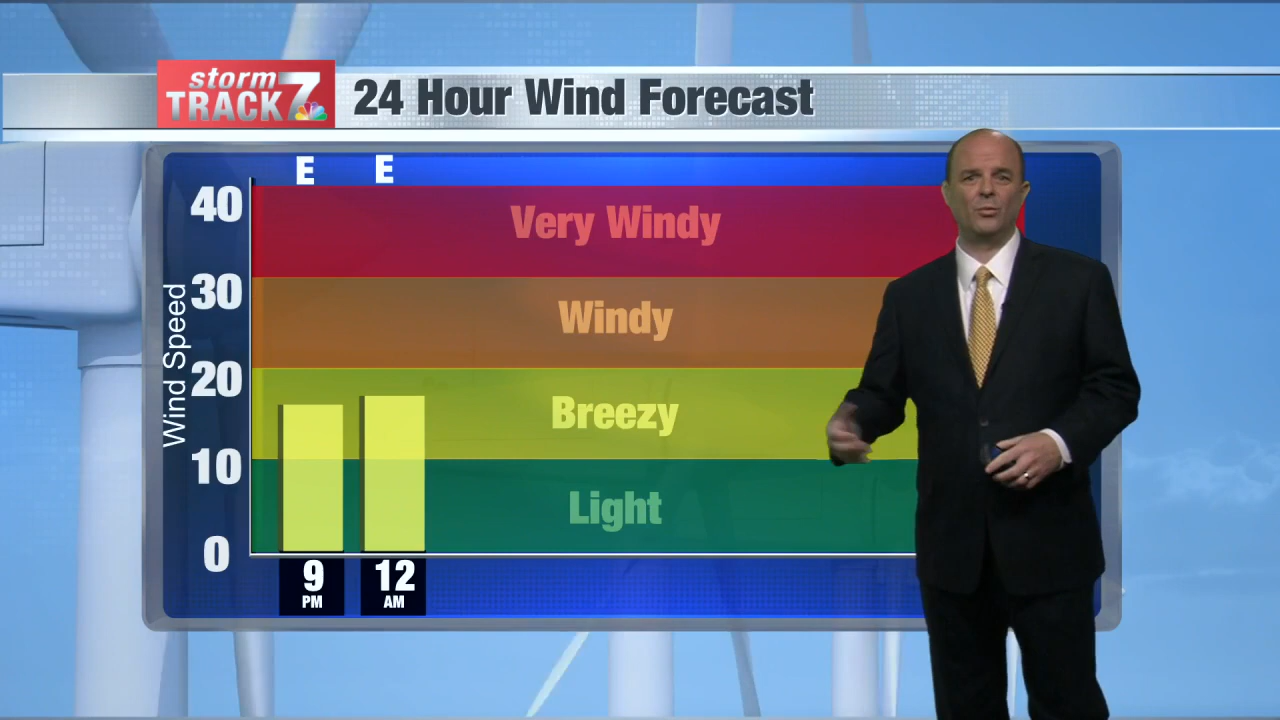 storm
TRACK 7
24 Hour Wind Forecast
E E
40
Very Windy
30
Windy
Wind Speed
20
Breezy
10
Light
0
9 12
PM AM